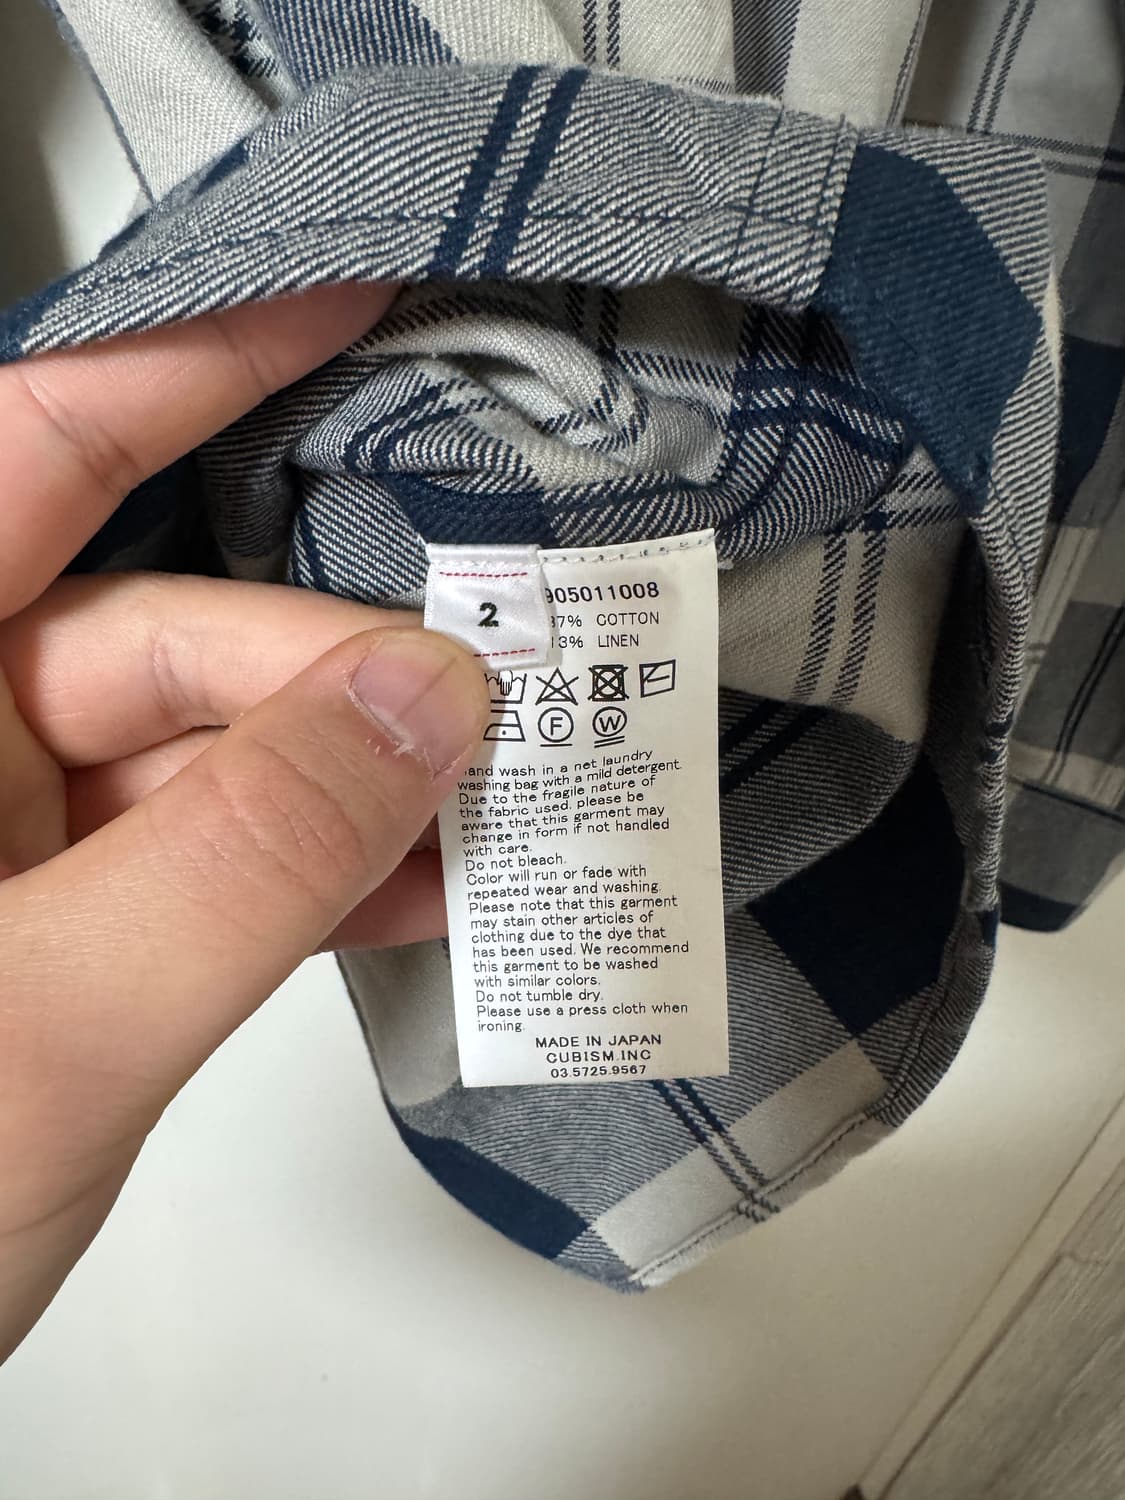 2
905011008
87% COTTON
13% LINEN
F
W
and wash in a net laundry
washing bag with a mild detergent.
Due to the fragile nature of
the fabric used, please be
aware that this garment may
change in form if not handled
with care.
Do not bleach.
Color will run or fade with
repeated wear and washing.
Please note that this garment
may stain other articles of
clothing due to the dye that
has been used. We recommend
this garment to be washed
with similar colors.
Do not tumble dry.
Please use a press cloth when
ironing.
MADE IN JAPAN
CUBISM.INC
03.5725.9567